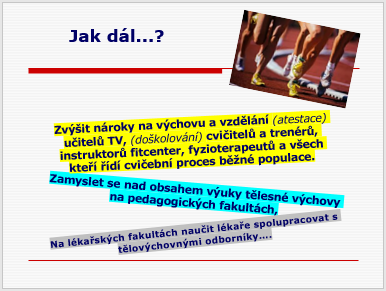 Jak dál...?
Zvýšit nároky na výchovu a vzdělání (atestace)
učitelů TV, (doškolování) cvičitelů a trenérů,
instruktorů fitcenter, fyzioterapeutů a všech
kteří řídí cvičební proces běžné populace.
Zamyslet se nad obsahem výuky tělesné výchovy
na pedagogických fakultách,
Na lékařských fakultách naučit lékaře spolupracovat s
tělovýchovnými odborníky….